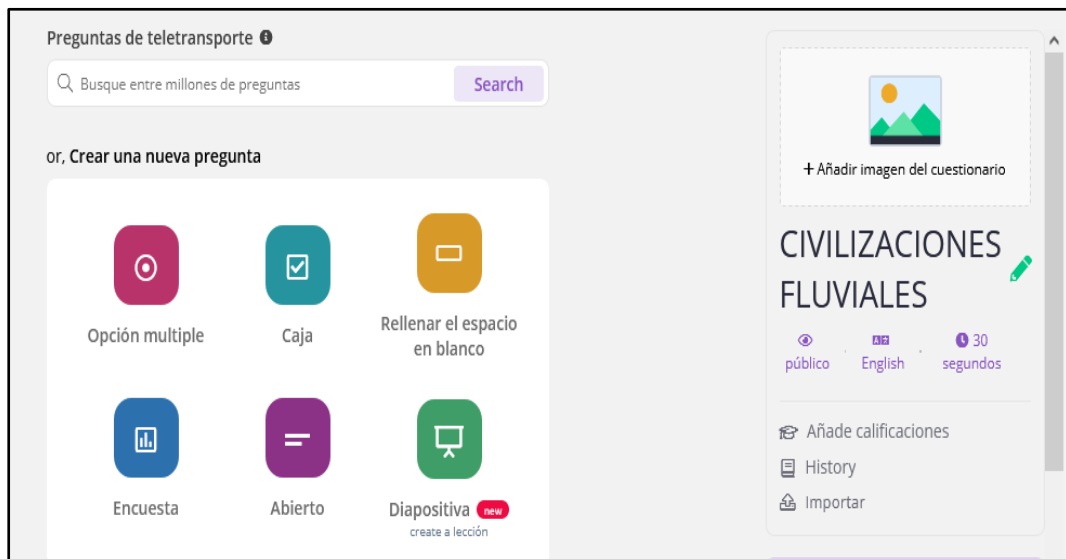 Preguntas de teletransporte
Busque entre millones de preguntas
Search
or, Crear una nueva pregunta
Opción multiple
Caja
Rellenar el espacio
en blanco
Encuesta
Abierto
Diapositiva new
create a lección
+ Añadir imagen del cuestionario
CIVILIZACIONES
FLUVIALES
público
English
30
segundos
Añade calificaciones
History
Importar